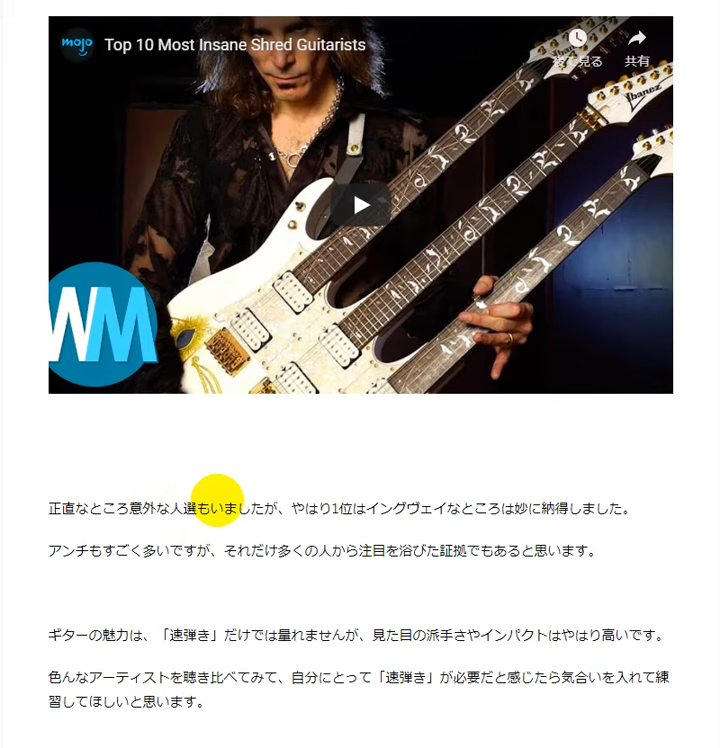 mojo
Top 10 Most Insane Shred Guitarists
後で見る
共有
Ibanez
Ibanez
WM
正直なところ意外な人選もいましたが、やはり1位はイングヴェイなところは妙に納得しました。
アンチもすごく多いですが、それだけ多くの人から注目を浴びた証拠でもあると思います。
ギターの魅力は、「速弾き」だけでは量れませんが、見た目の派手さやインパクトはやはり高いです。
色んなアーティストを聴き比べてみて、自分にとって「速弾き」が必要だと感じたら気合いを入れて練
習してほしいと思います。